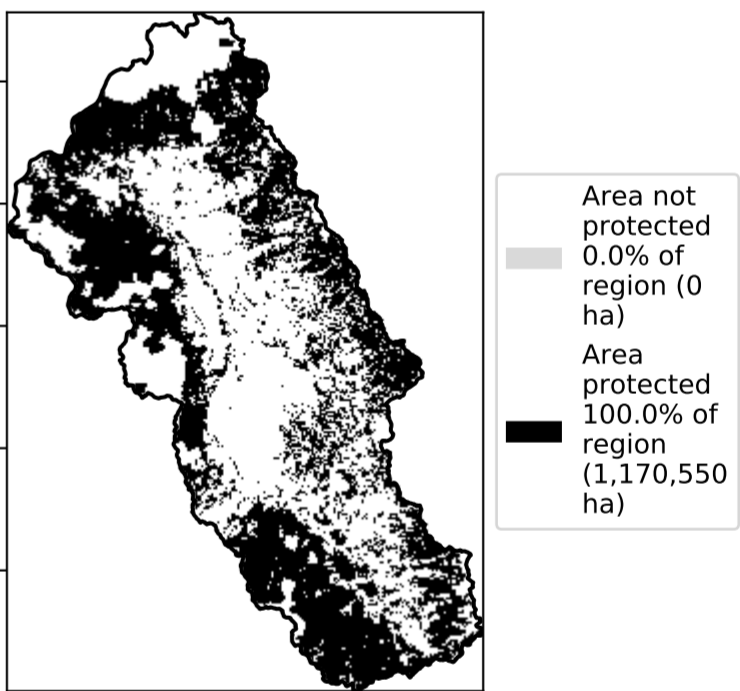 Area not
protected
0.0% of
region (0
ha)
Area
protected
100.0% of
region
(1,170,550
ha)